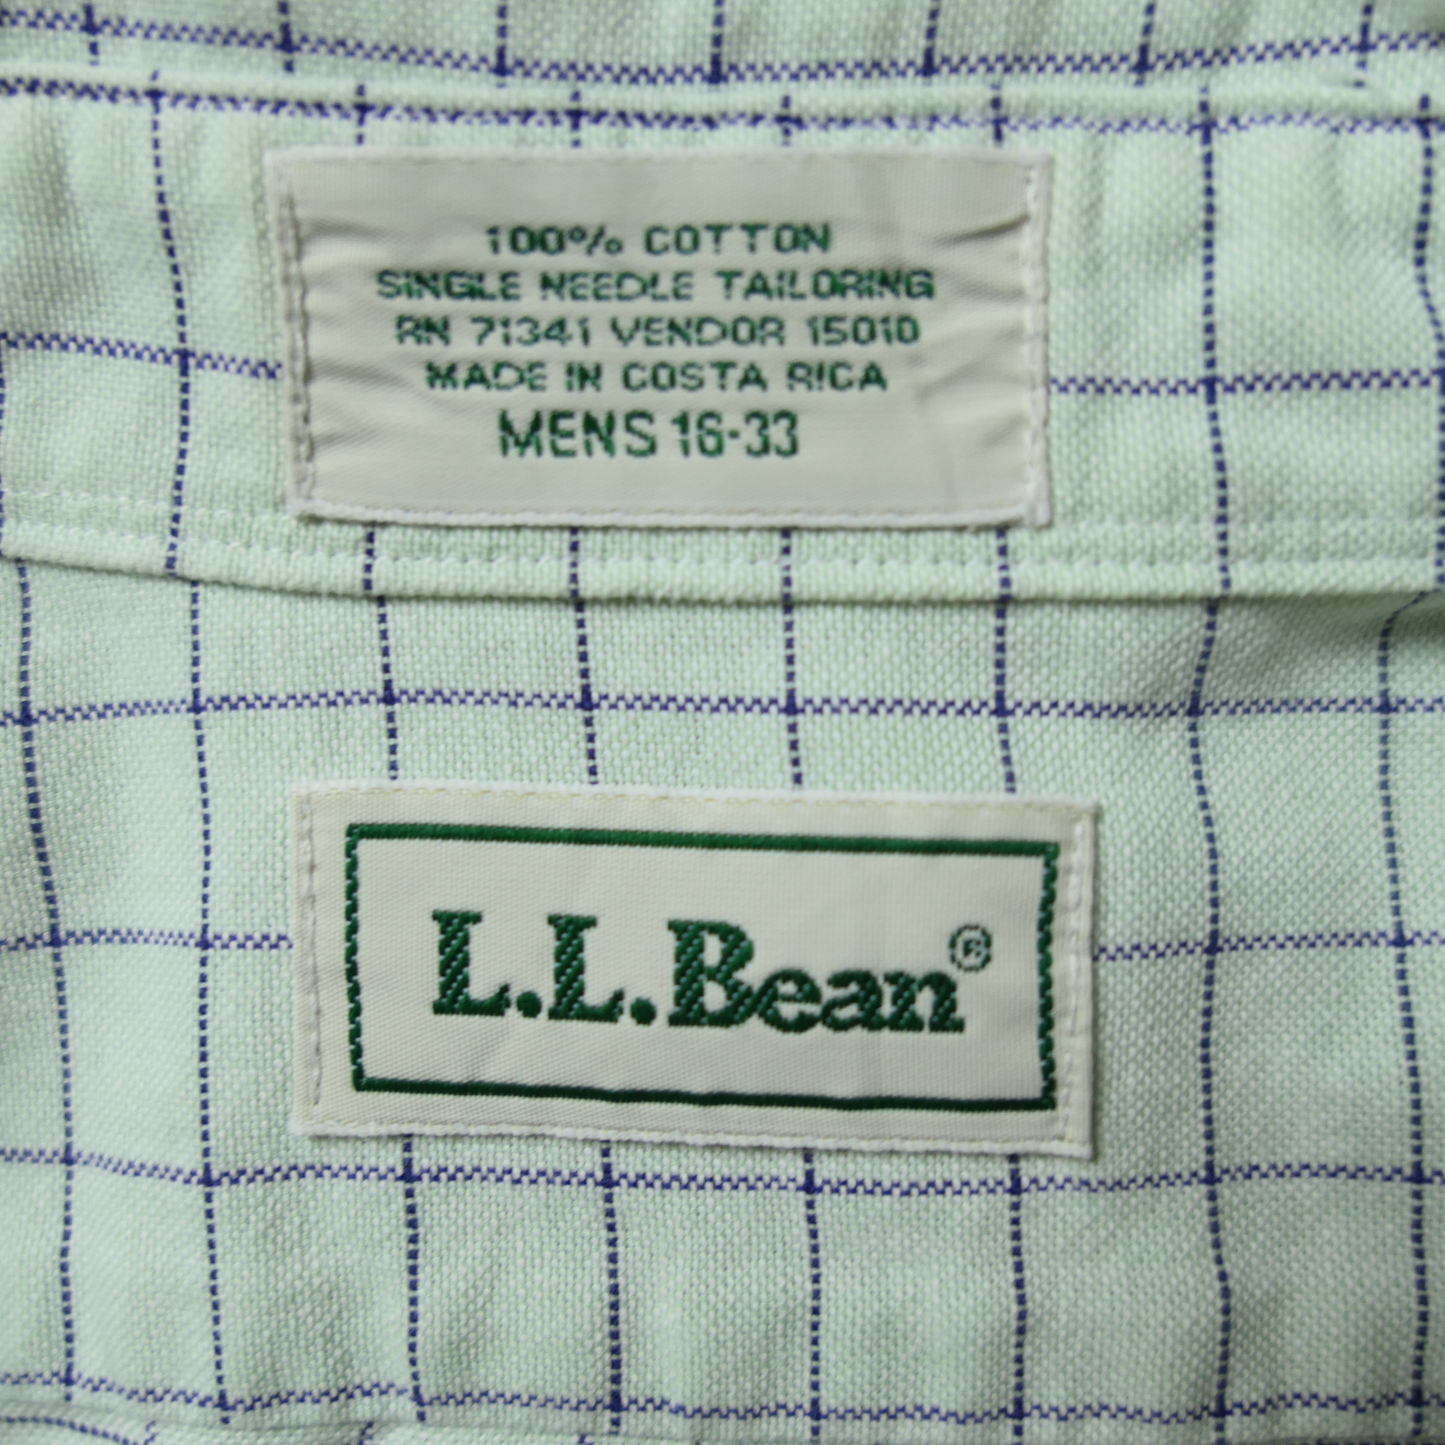 100% COTTON
SINGLE NEEDLE TAILORING
RN 71341 VENDOR 15010
MADE IN COSTA RICA
MENS 16-33
L.L.Bean®